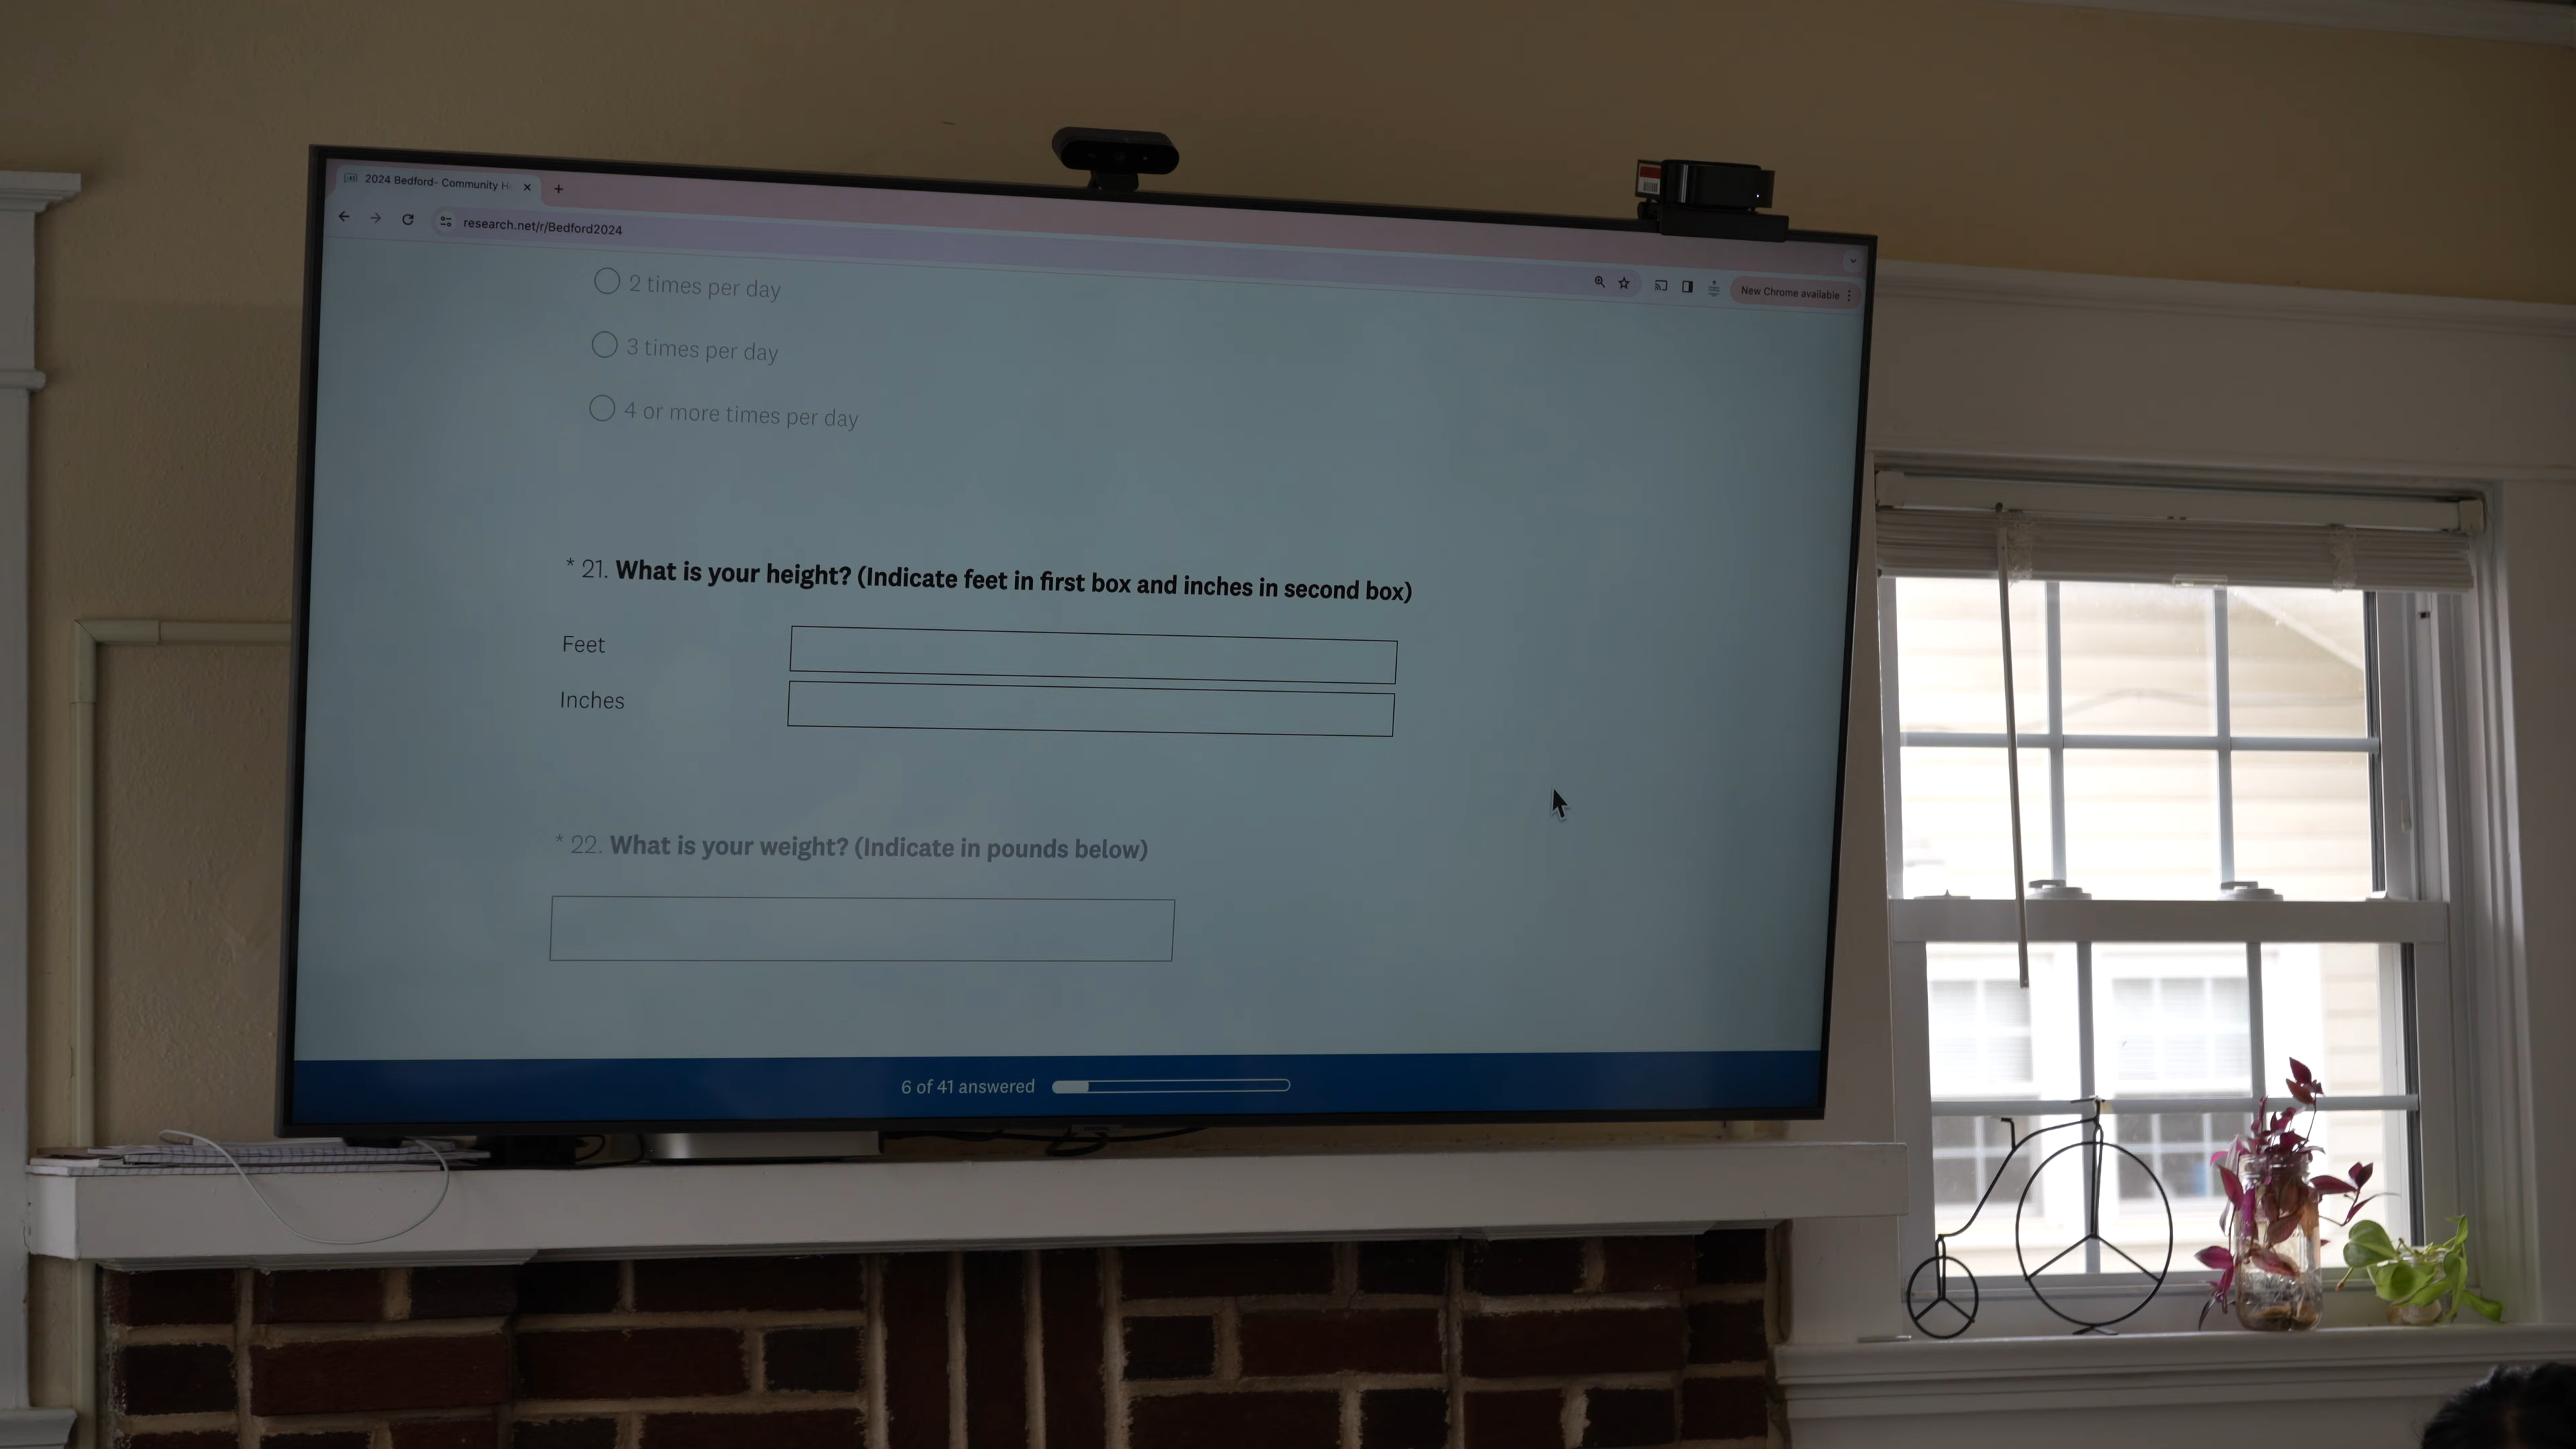 2024 Bedford- Community H
research.net/r/Bedford2024
New Chrome available
2 times per day
3 times per day
4 or more times per day
* 21. What is your height? (Indicate feet in first box and inches in second box)
Feet
Inches
* 22. What is your weight? (Indicate in pounds below)
6 of 41 answered